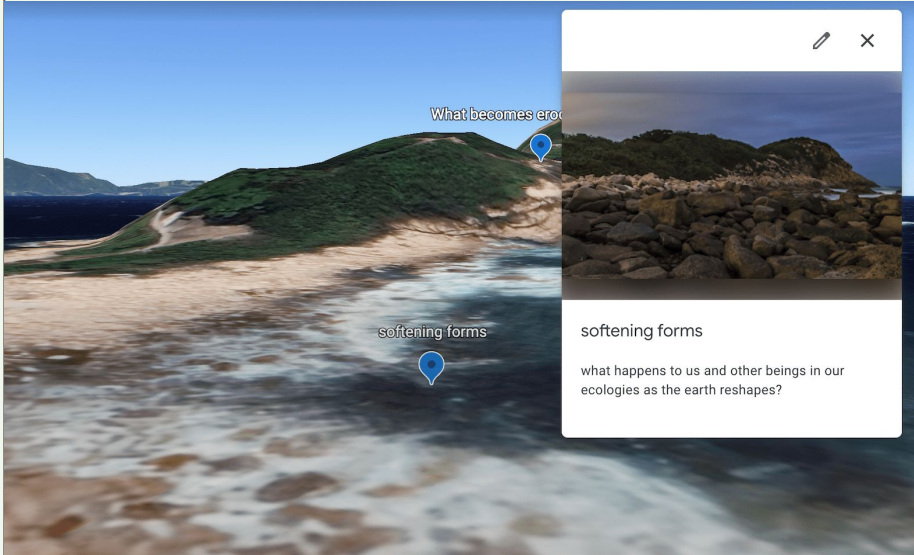 What becomes
softening forms
softening forms
what happens to us and other beings in our
ecologies as the earth reshapes?